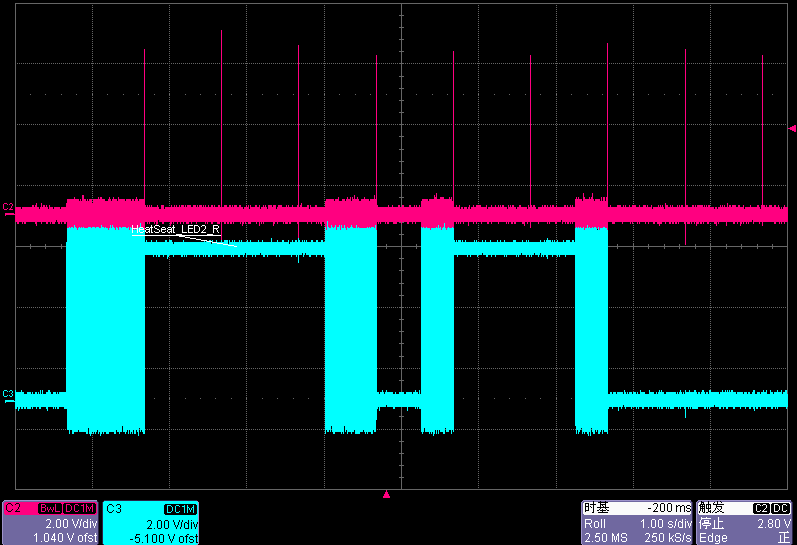 C2
HeatSeat_LED2_R
C3
C2 BwL DC1M
2.00 V/div
1.040 V ofst
C3 DC1M
2.00 V/div
-5.100 V ofst
时基 -200 ms
Roll 1.00 s/div
2.50 MS 250 kS/s
触发 C2 DC
停止 2.80 V
Edge 正